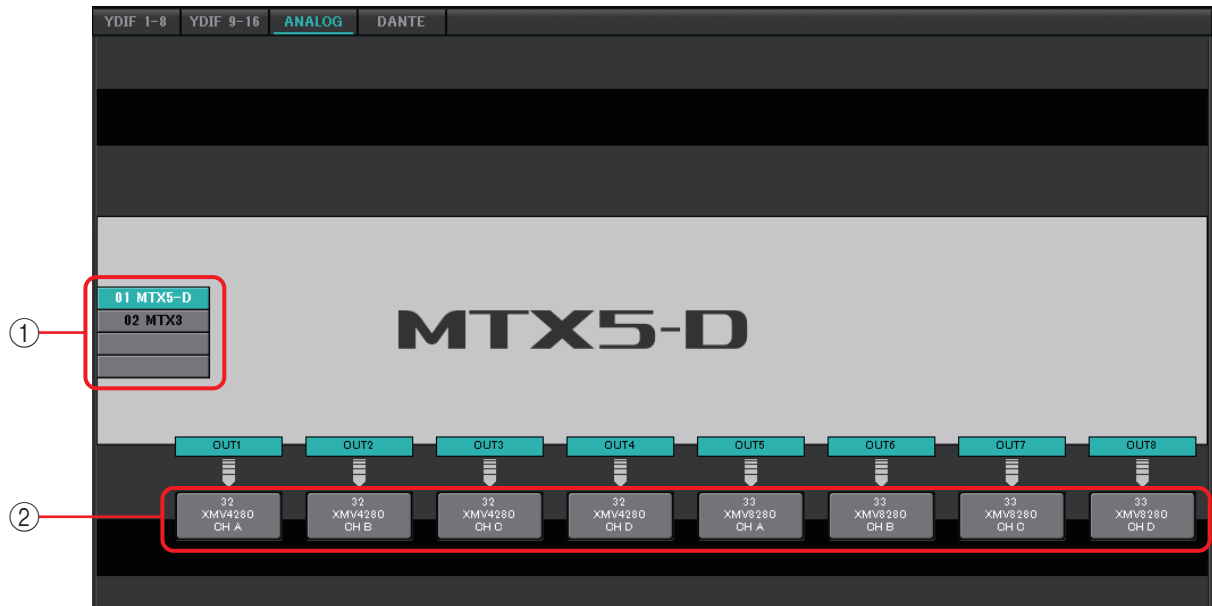 YDIF 1-8 YDIF 9-16 ANALOG DANTE
01 MTX5-D
02 MTX3
①
MTX5-D
OUT1 OUT2 OUT3 OUT4 OUT5 OUT6 OUT7 OUT8
②
32 32 32 32 33 33 33 33
XMV4280 XMV4280 XMV4280 XMV4280 XMV8280 XMV8280 XMV8280 XMV8280
CH A CH B CH C CH D CH A CH B CH C CH D